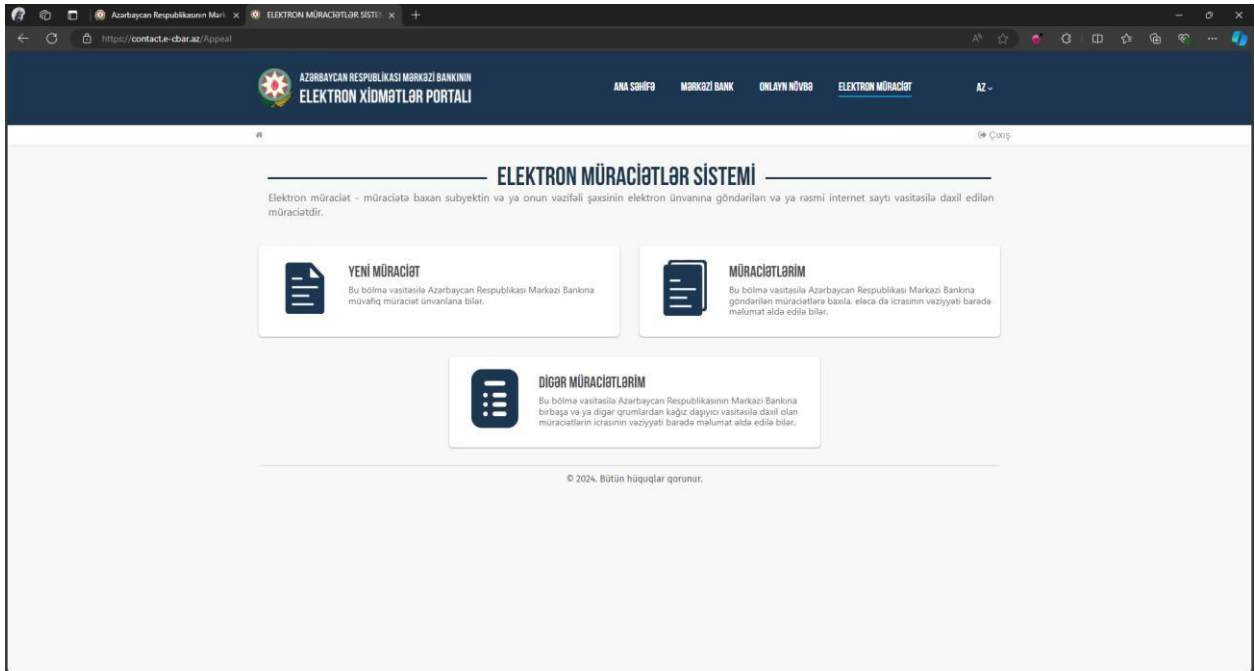 Azərbaycan Respublikasının Mərk
ELEKTRON MÜRACİƏTLƏR SİSTE
https://contact.e-cbar.az/Appeal
AZƏRBAYCAN RESPUBLİKASI MƏRKƏZİ BANKININ
ELEKTRON XİDMƏTLƏR PORTALI
ANA SƏHİFƏ
MƏRKƏZİ BANK
ONLAYN NÖVBƏ
ELEKTRON MÜRACİƏT
AZ
Çıxış
ELEKTRON MÜRACİƏTLƏR SİSTEMİ
Elektron müraciət - müraciətə baxan subyektin və ya onun vəzifəli şəxsinin elektron ünvanına göndərilən və ya rəsmi internet saytı vasitəsilə daxil edilən
müraciətdir.
YENİ MÜRACİƏT
Bu bölmə vasitəsilə Azərbaycan Respublikası Mərkəzi Bankına
müvafiq müraciət ünvanlana bilər.
MÜRACİƏTLƏRİM
Bu bölmə vasitəsilə Azərbaycan Respublikası Mərkəzi Bankına
göndərilən müraciətlərə baxıla, eləcə də icrasının vəziyyəti barədə
məlumat əldə edilə bilər.
DİGƏR MÜRACİƏTLƏRİM
Bu bölmə vasitəsilə Azərbaycan Respublikasının Mərkəzi Bankına
birbaşa və ya digər qrumlardan kağız daşıyıcı vasitəsilə daxil olan
müraciətlərin icrasının vəziyyəti barədə məlumat əldə edilə bilər.
© 2024. Bütün hüquqlar qorunur.